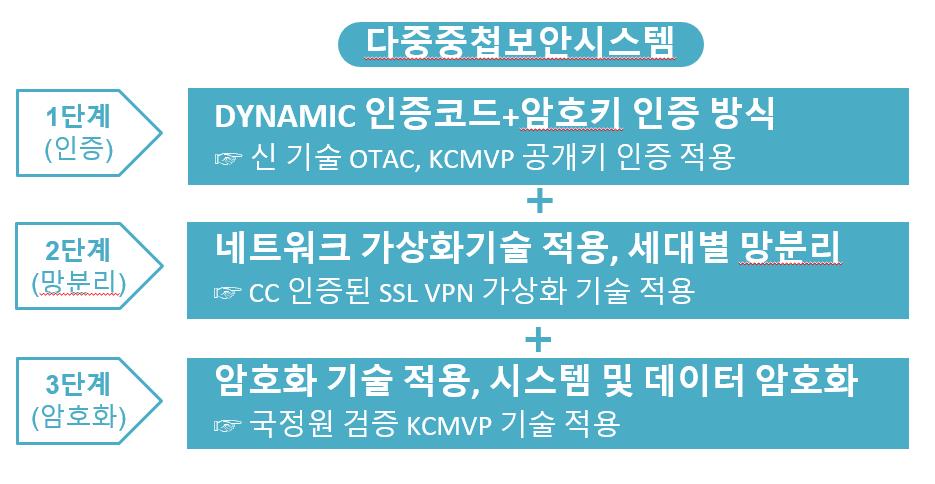 다중중첩보안시스템
1단계
(인증)
DYNAMIC 인증코드+암호키 인증 방식
☞ 신 기술 OTAC, KCMVP 공개키 인증 적용
+
2단계
(망분리)
네트워크 가상화기술 적용, 세대별 망분리
☞ CC 인증된 SSL VPN 가상화 기술 적용
+
3단계
(암호화)
암호화 기술 적용, 시스템 및 데이터 암호화
☞ 국정원 검증 KCMVP 기술 적용